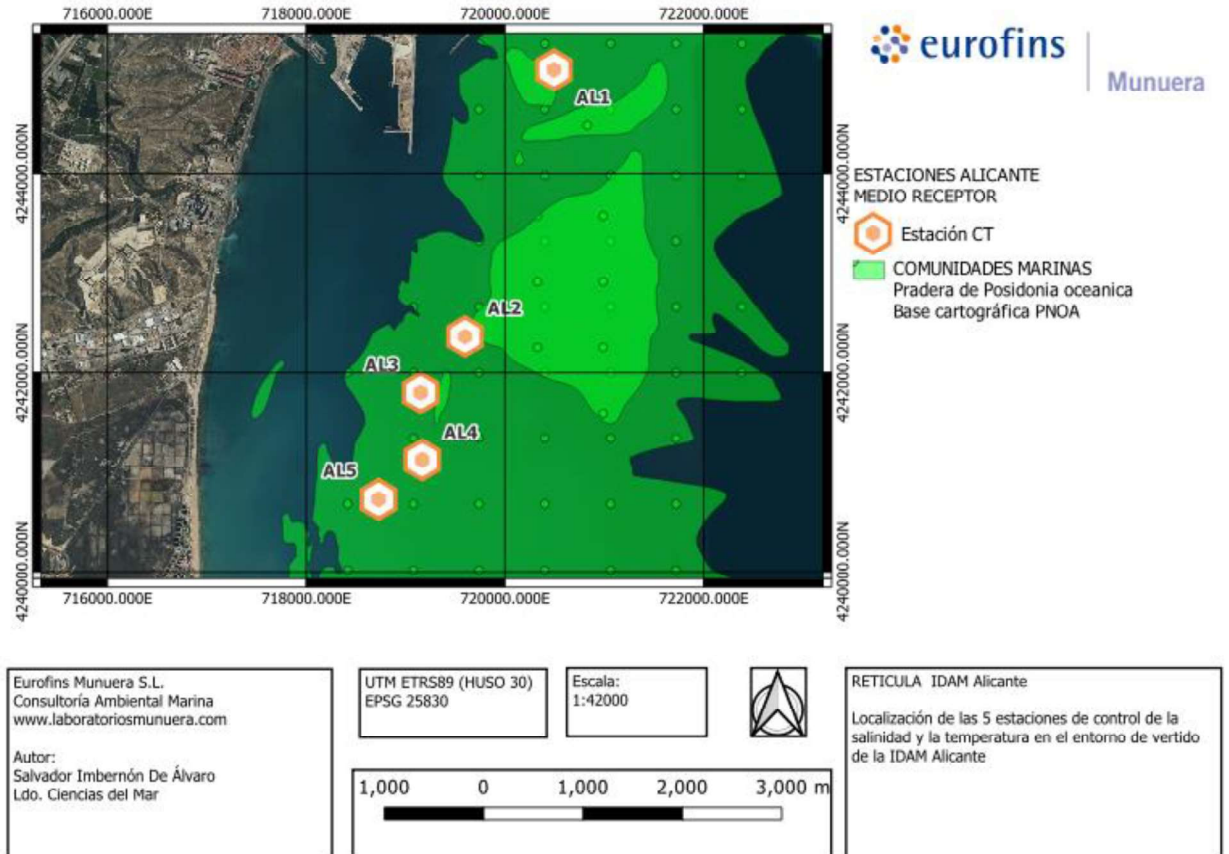 716000.000E 718000.000E 720000.000E 722000.000E
eurofins
Munuera
AL1
4244000.000N 4244000.000N
ESTACIONES ALICANTE
MEDIO RECEPTOR
Estación CT
COMUNIDADES MARINAS
Pradera de Posidonia oceanica
Base cartográfica PNOA
AL2
AL3
4242000.000N 4242000.000N
AL4
AL5
4240000.000N 4240000.000N
716000.000E 718000.000E 720000.000E 722000.000E
Eurofins Munuera S.L.
Consultoría Ambiental Marina
www.laboratoriosmunuera.com
Autor:
Salvador Imbernón De Álvaro
Ldo. Ciencias del Mar
UTM ETRS89 (HUSO 30)
EPSG 25830
Escala:
1:42000
1,000 0 1,000 2,000 3,000 m
RETICULA IDAM Alicante
Localización de las 5 estaciones de control de la
salinidad y la temperatura en el entorno de vertido
de la IDAM Alicante